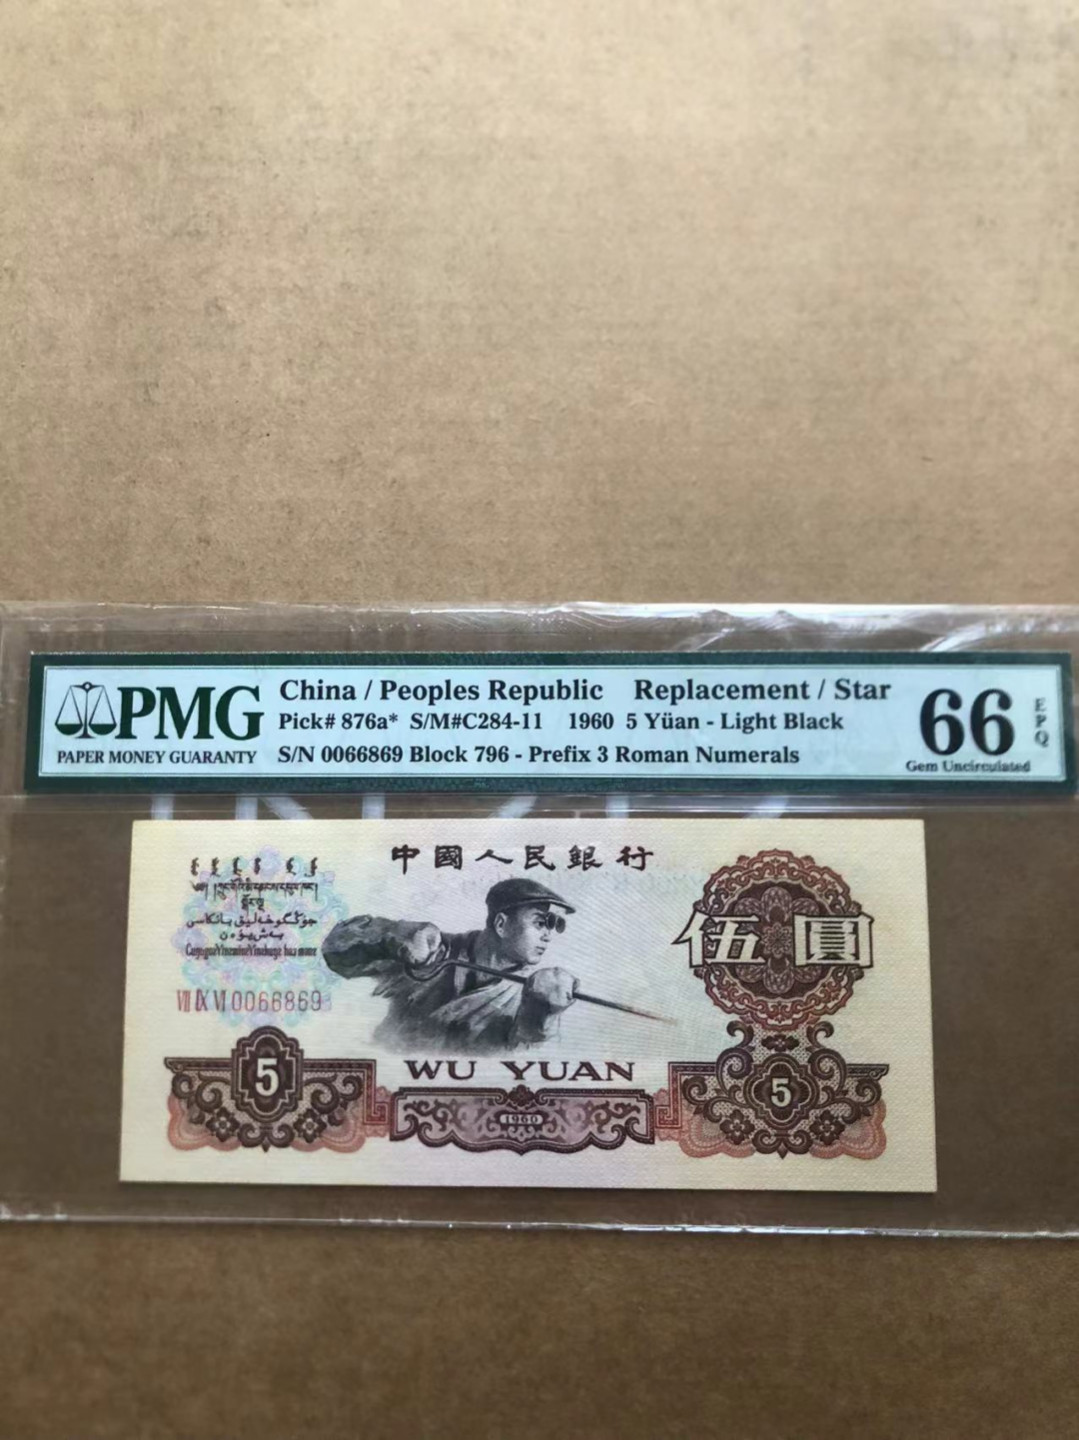 PMG
PAPER MONEY GUARANTY
China / Peoples Republic Replacement / Star
Pick# 876a* S/M#C284-11 1960 5 Yüan - Light Black
S/N 0066869 Block 796 - Prefix 3 Roman Numerals
66
EPQ
Gem Uncirculated
中國人民銀行
جۇڭگوخەلىق بانكاسى
伍圓
VII IX VI 0066869
5
WU YUAN
1960
5